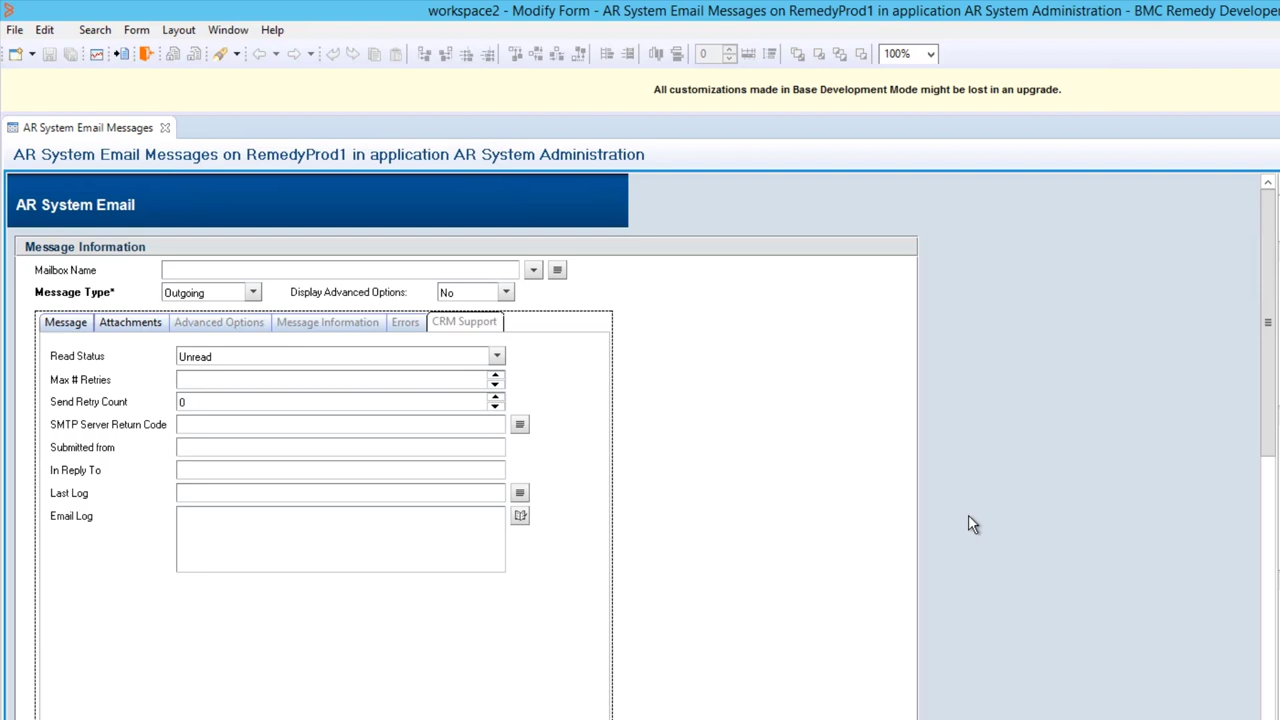 workspace2 - Modify Form - AR System Email Messages on RemedyProd1 in application AR System Administration - BMC Remedy Develope
File Edit Search Form Layout Window Help
0 100%
All customizations made in Base Development Mode might be lost in an upgrade.
AR System Email Messages
AR System Email Messages on RemedyProd1 in application AR System Administration
AR System Email
Message Information
Mailbox Name
Message Type* Outgoing Display Advanced Options: No
Message Attachments Advanced Options Message Information Errors CRM Support
Read Status Unread
Max # Retries
Send Retry Count 0
SMTP Server Return Code
Submitted from
In Reply To
Last Log
Email Log